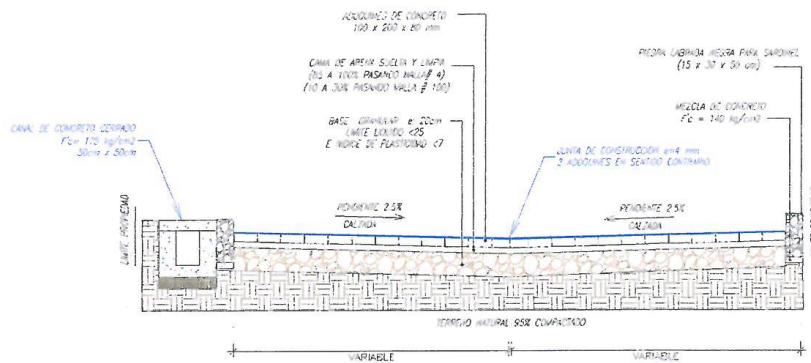 ADOQUINES DE CONCRETO
100 x 200 x 80 mm
CAMA DE ARENA SUELTA Y LIMPIA
(85 A 100% PASANDO MALLA # 4)
(10 A 30% PASANDO MALLA # 100)
BASE GRANULAR e: 20cm
LIMITE LIQUIDO <25
E INDICE DE PLASTICIDAD <7
PIEDRA LABRADA NEGRA PARA SARDINEL
(15 x 30 x 50 cm)
MEZCLA DE CONCRETO
F'c = 140 kg/cm2
CANAL DE CONCRETO CERRADO
F'c= 175 kg/cm2
50cm x 50cm
JUNTA DE CONSTRUCCION e=4 mm
2 ADOQUINES EN SENTIDO CONTRARIO
LIMITE PROPIEDAD
PENDIENTE 2.5%
CALZADA
PENDIENTE 2.5%
CALZADA
TERRENO NATURAL 95% COMPACTADO
VARIABLE
VARIABLE